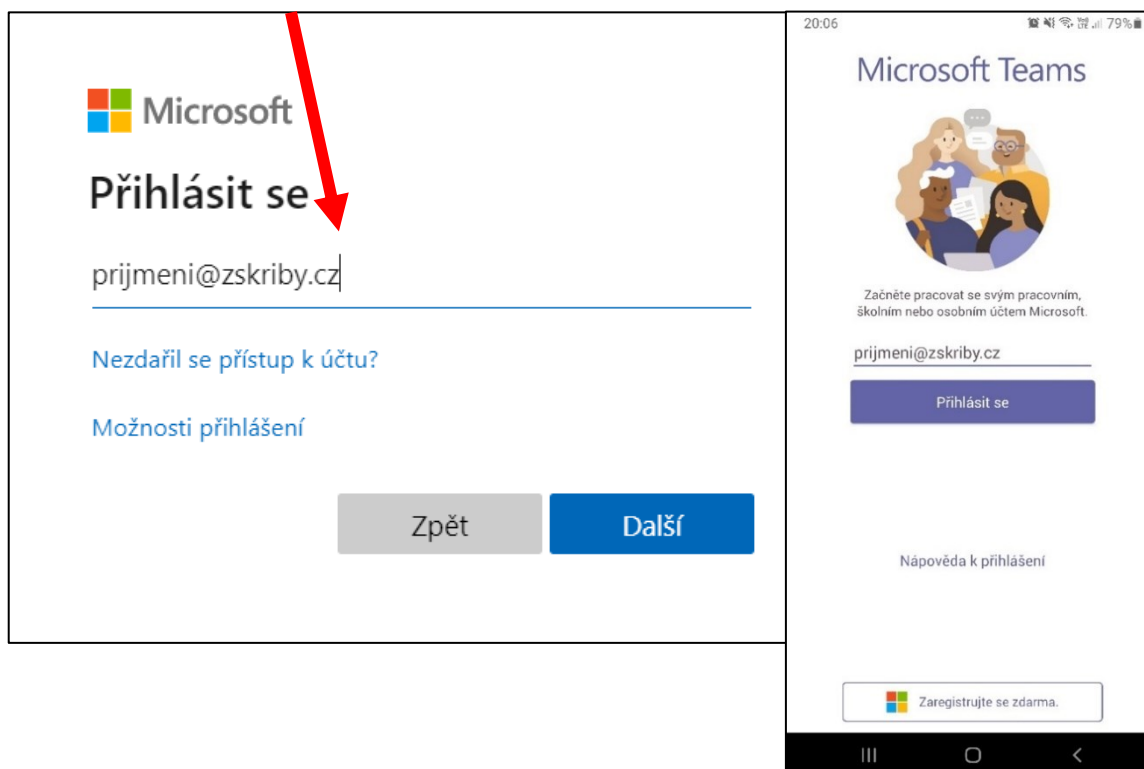 Microsoft
Přihlásit se
prijmeni@zskriby.cz
Nezdařil se přístup k účtu?
Možnosti přihlášení
Zpět
Další
20:06
79%
Microsoft Teams
Začněte pracovat se svým pracovním,
školním nebo osobním účtem Microsoft.
prijmeni@zskriby.cz
Přihlásit se
Nápověda k přihlášení
Zaregistrujte se zdarma.